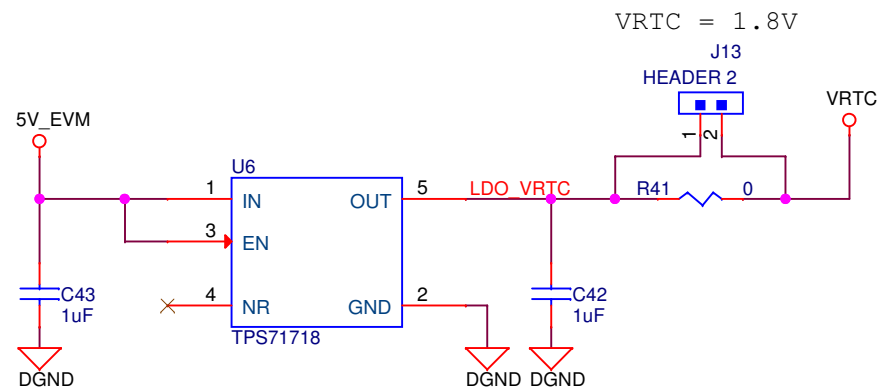 VRTC = 1.8V
J13
HEADER 2
VRTC
5V_EVM
1
2
U6
1
IN
OUT
5
LDO_VRTC
R41
0
3
EN
4
NR
GND
2
C43
1uF
C42
1uF
TPS71718
DGND
DGND
DGND